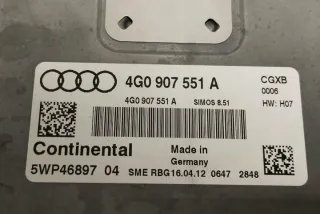 4G0 907 551 A
CGXB
0006
4G0 907 551 A SIMOS 8.51
HW: H07
Continental
Made in
Germany
5WP46897 04
SME RBG 16.04.12 0647 2848